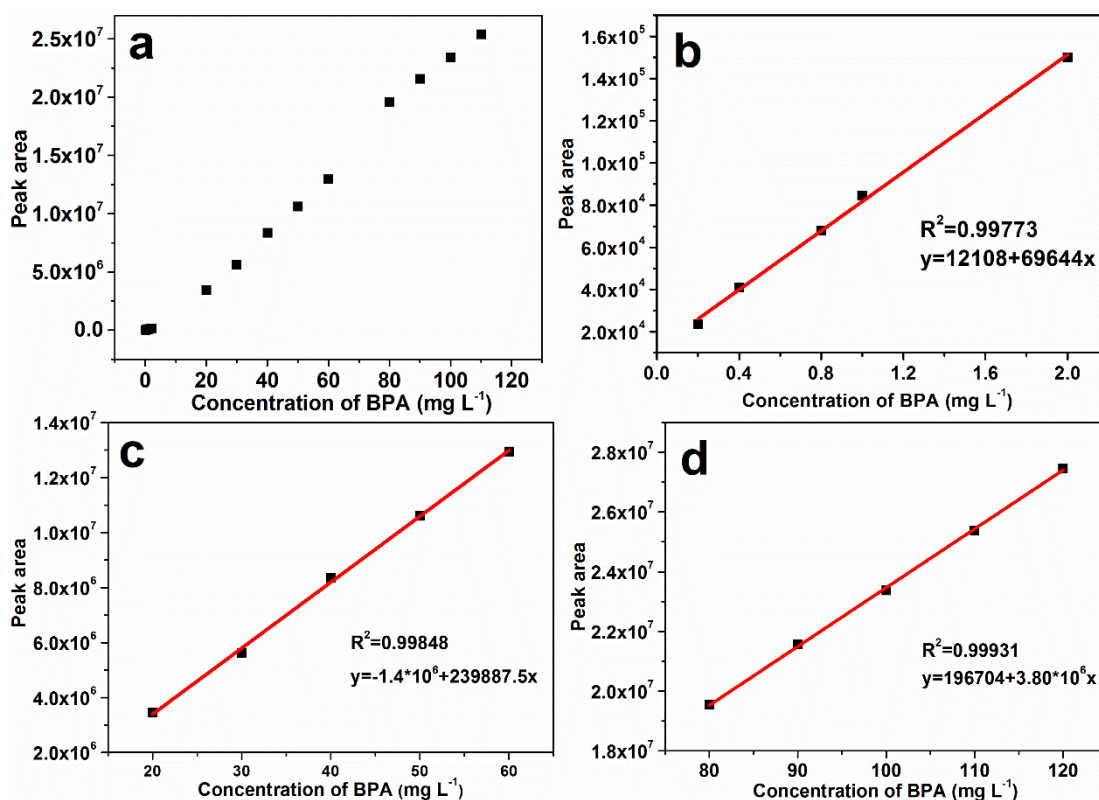 a
2.5x10⁷
2.0x10⁷
1.5x10⁷
1.0x10⁷
5.0x10⁶
0.0
Peak area
0 20 40 60 80 100 120
Concentration of BPA (mg L⁻¹)
b
1.6x10⁵
1.5x10⁵
1.2x10⁵
1.0x10⁵
8.0x10⁴
6.0x10⁴
4.0x10⁴
2.0x10⁴
Peak area
R²=0.99773
y=12108+69644x
0.0 0.4 0.8 1.2 1.6 2.0
Concentration of BPA (mg L⁻¹)
c
1.4x10⁷
1.2x10⁷
1.0x10⁷
8.0x10⁶
6.0x10⁶
4.0x10⁶
2.0x10⁶
Peak area
R²=0.99848
y=-1.4*10⁶+239887.5x
20 30 40 50 60
Concentration of BPA (mg L⁻¹)
d
2.8x10⁷
2.6x10⁷
2.4x10⁷
2.1x10⁷
2.0x10⁷
1.8x10⁷
Peak area
R²=0.99931
y=196704+3.80*10⁶x
80 90 100 110 120
Concentration of BPA (mg L⁻¹)